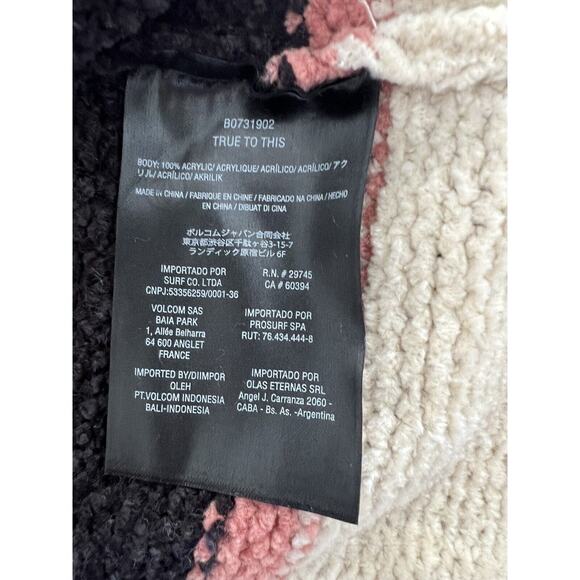 B0731902
TRUE TO THIS
BODY: 100% ACRYLIC/ ACRYLIQUE/ ACRÍLICO/ ACRÍLICO/ アク
リル/ ACRÍLICO/ AKRILIK
MADE IN CHINA / FABRIQUE EN CHINE / FABRICADO NA CHINA / HECHO
EN CHINA / DIBUAT DI CINA
ボルコムジャパン合同会社
東京都渋谷区千駄ヶ谷3-15-7
ランディック原宿ビル 6F
IMPORTADO POR
SURF CO. LTDA
CNPJ:53356259/0001-36
R.N. # 29745
CA # 60394
VOLCOM SAS
BAIA PARK
1, Allée Belharra
64 600 ANGLET
FRANCE
IMPORTADO POR
PROSURF SPA
RUT: 76.434.444-8
IMPORTED BY/DIIMPOR
OLEH
PT.VOLCOM INDONESIA
BALI-INDONESIA
IMPORTADO POR
OLAS ETERNAS SRL
Angel J. Carranza 2060 -
CABA - Bs. As. -Argentina